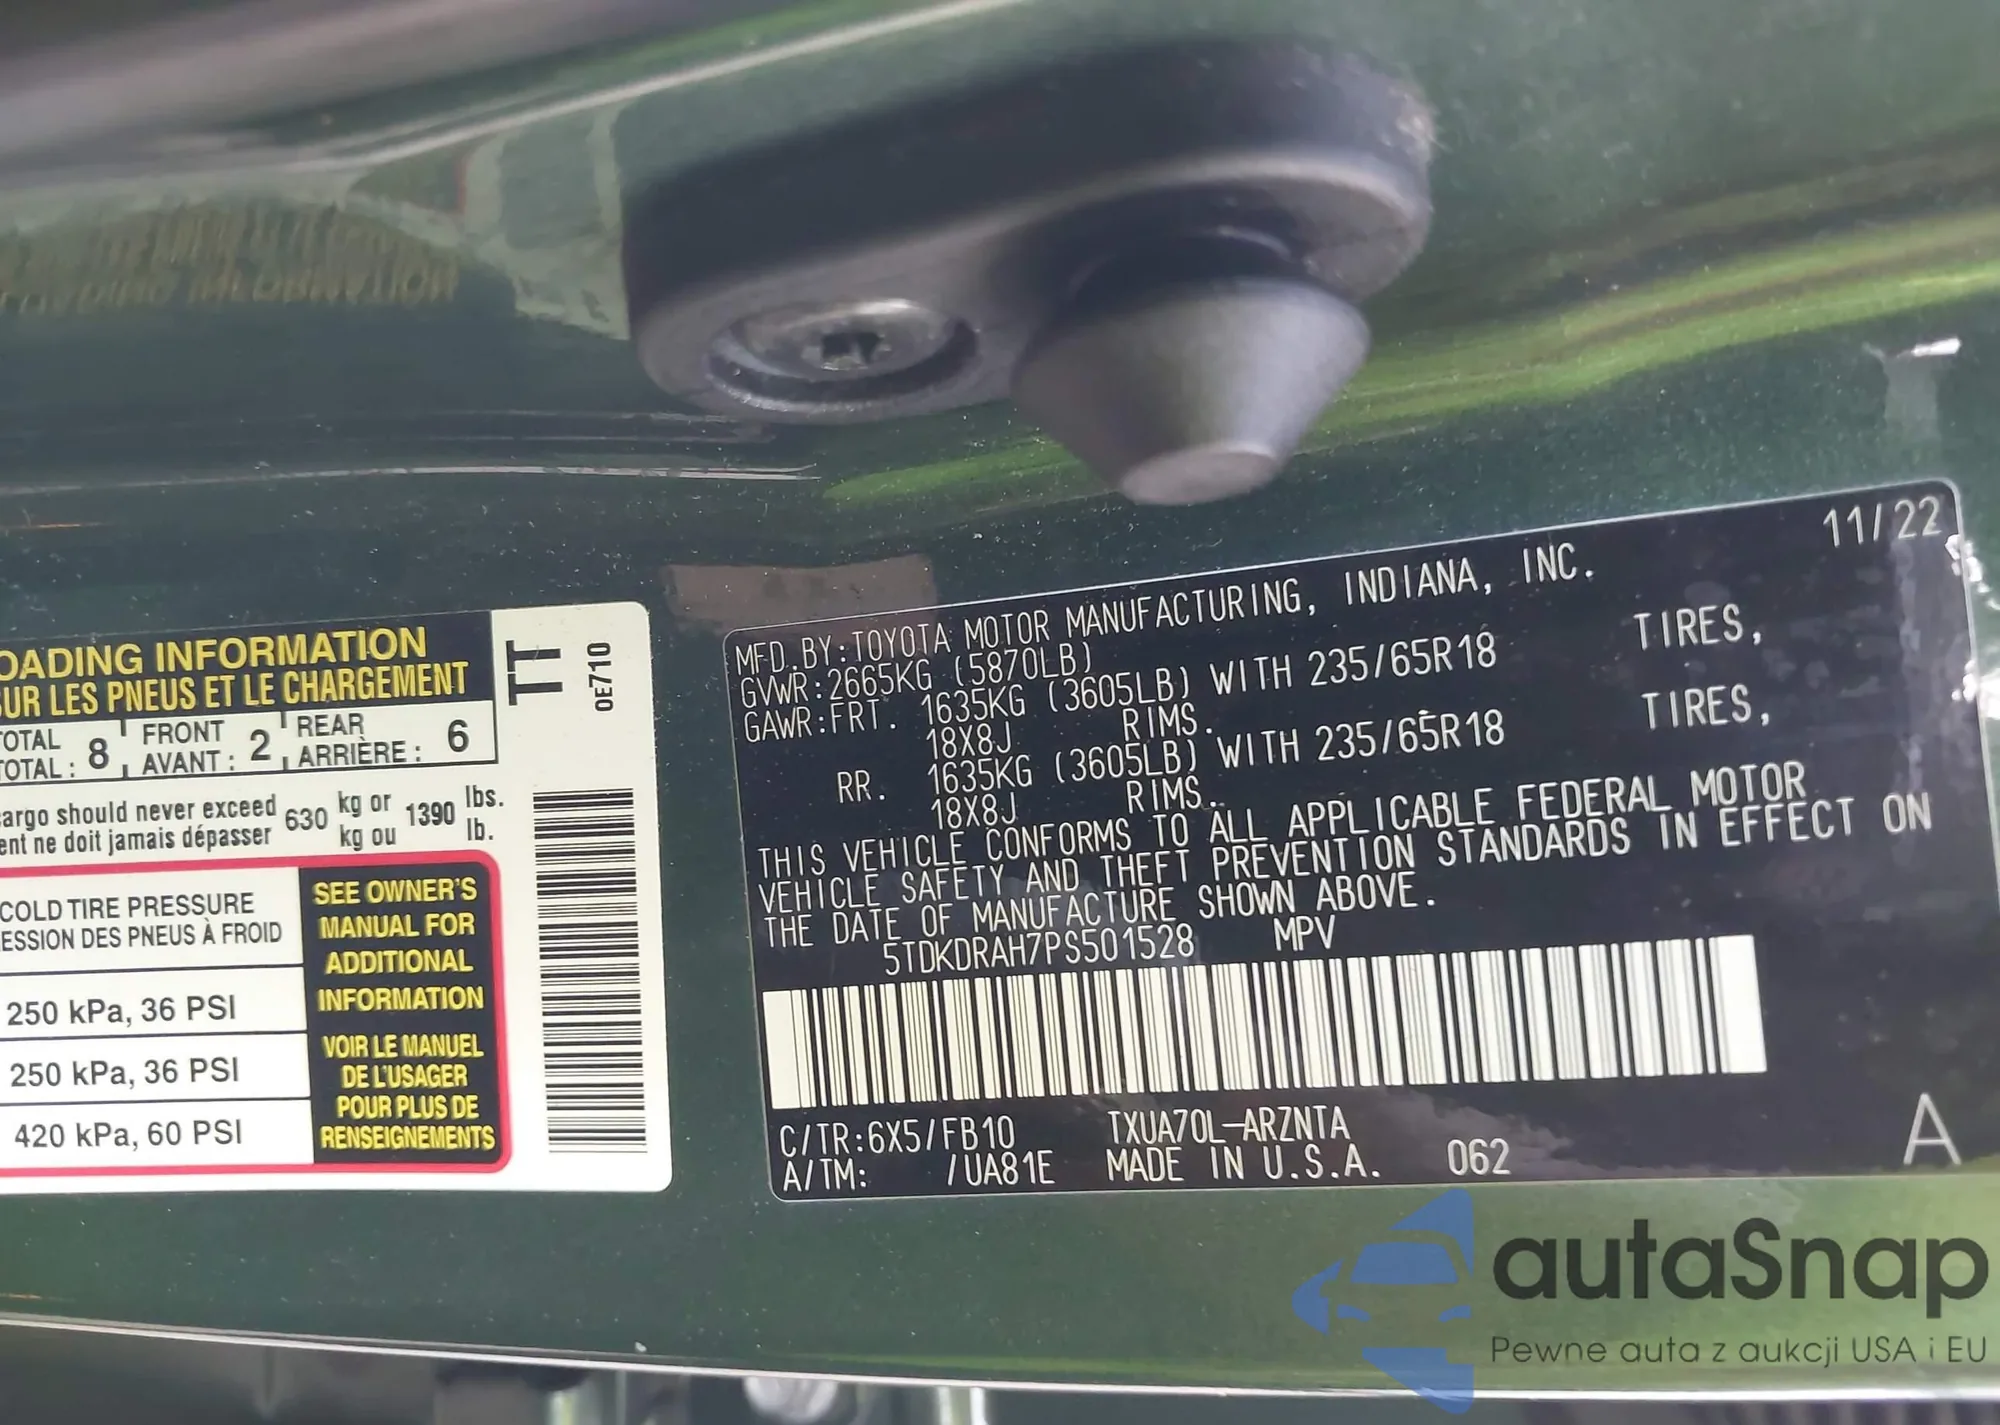 OADING INFORMATION
UR LES PNEUS ET LE CHARGEMENT
TT
0E710
OTAL
OTAL : 8
FRONT
AVANT : 2
REAR
ARRIÈRE : 6
argo should never exceed 630 kg or 1390 lbs.
ent ne doit jamais dépasser kg ou lb.
COLD TIRE PRESSURE
ESSION DES PNEUS À FROID
250 kPa, 36 PSI
250 kPa, 36 PSI
420 kPa, 60 PSI
SEE OWNER'S
MANUAL FOR
ADDITIONAL
INFORMATION
VOIR LE MANUEL
DE L'USAGER
POUR PLUS DE
RENSEIGNEMENTS
11/22
MFD.BY:TOYOTA MOTOR MANUFACTURING, INDIANA, INC.
GVWR:2665KG (5870LB)
GAWR:FRT. 1635KG (3605LB) WITH 235/65R18 TIRES,
18X8J RIMS.
RR. 1635KG (3605LB) WITH 235/65R18 TIRES,
18X8J RIMS.
THIS VEHICLE CONFORMS TO ALL APPLICABLE FEDERAL MOTOR
VEHICLE SAFETY AND THEFT PREVENTION STANDARDS IN EFFECT ON
THE DATE OF MANUFACTURE SHOWN ABOVE.
5TDKDRAH7PS501528 MPV
C/TR:6X5/FB10 TXUA70L-ARZNTA
A/TM: /UA81E MADE IN U.S.A. 062
A
autaSnap
Pewne auta z aukcji USA i EU